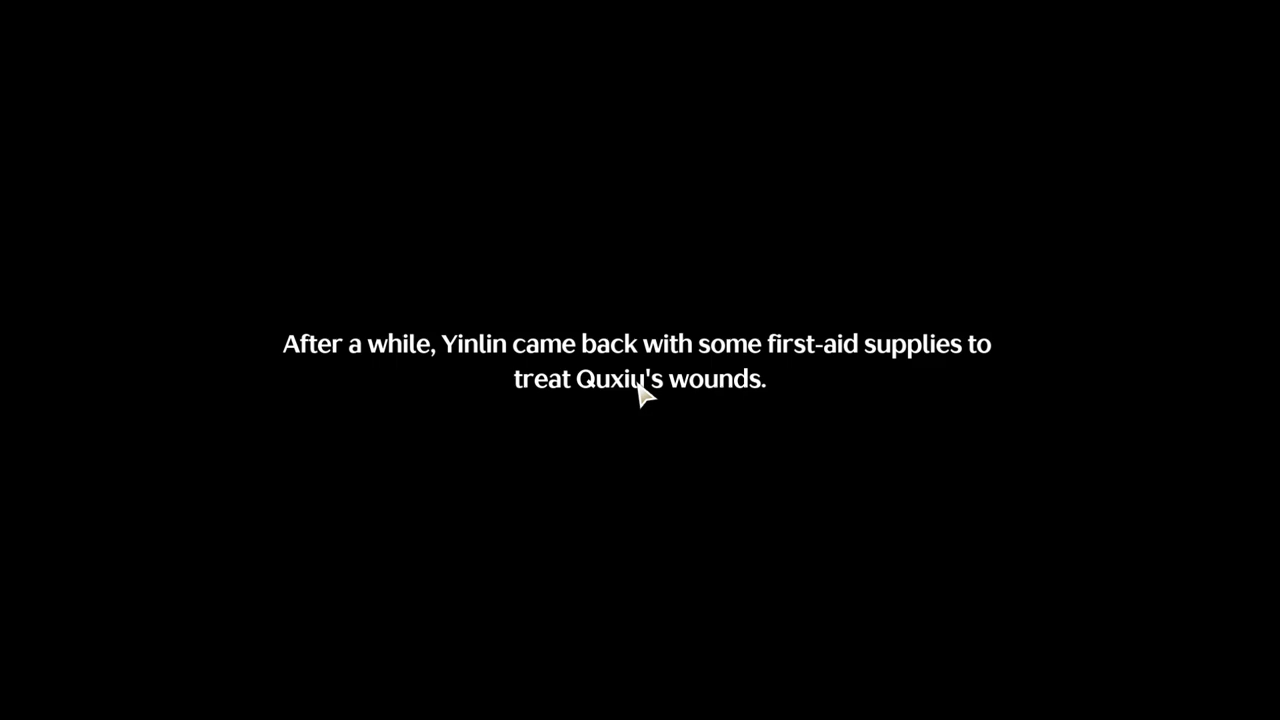 After a while, Yinlin came back with some first-aid supplies to
treat Quxiu's wounds.